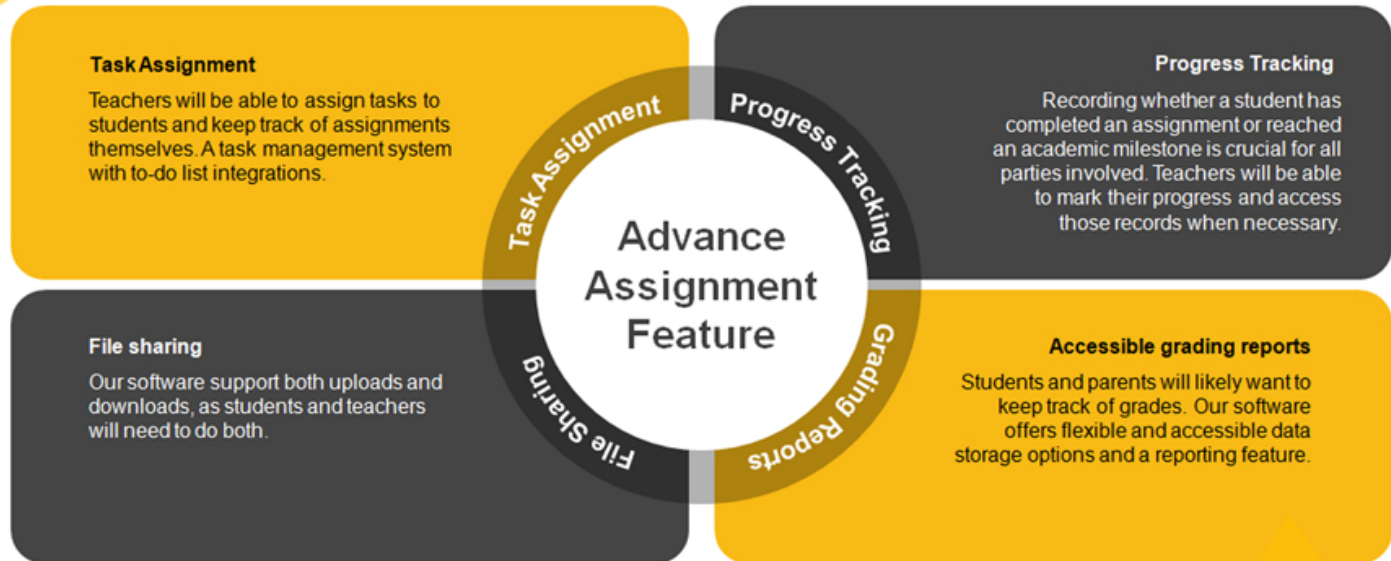 Task Assignment
Teachers will be able to assign tasks to
students and keep track of assignments
themselves. A task management system
with to-do list integrations.
Progress Tracking
Recording whether a student has
completed an assignment or reached
an academic milestone is crucial for all
parties involved. Teachers will be able
to mark their progress and access
those records when necessary.
Task Assignment
Progress Tracking
Advance
Assignment
Feature
File Sharing
Grading Reports
File sharing
Our software support both uploads and
downloads, as students and teachers
will need to do both.
Accessible grading reports
Students and parents will likely want to
keep track of grades. Our software
offers flexible and accessible data
storage options and a reporting feature.